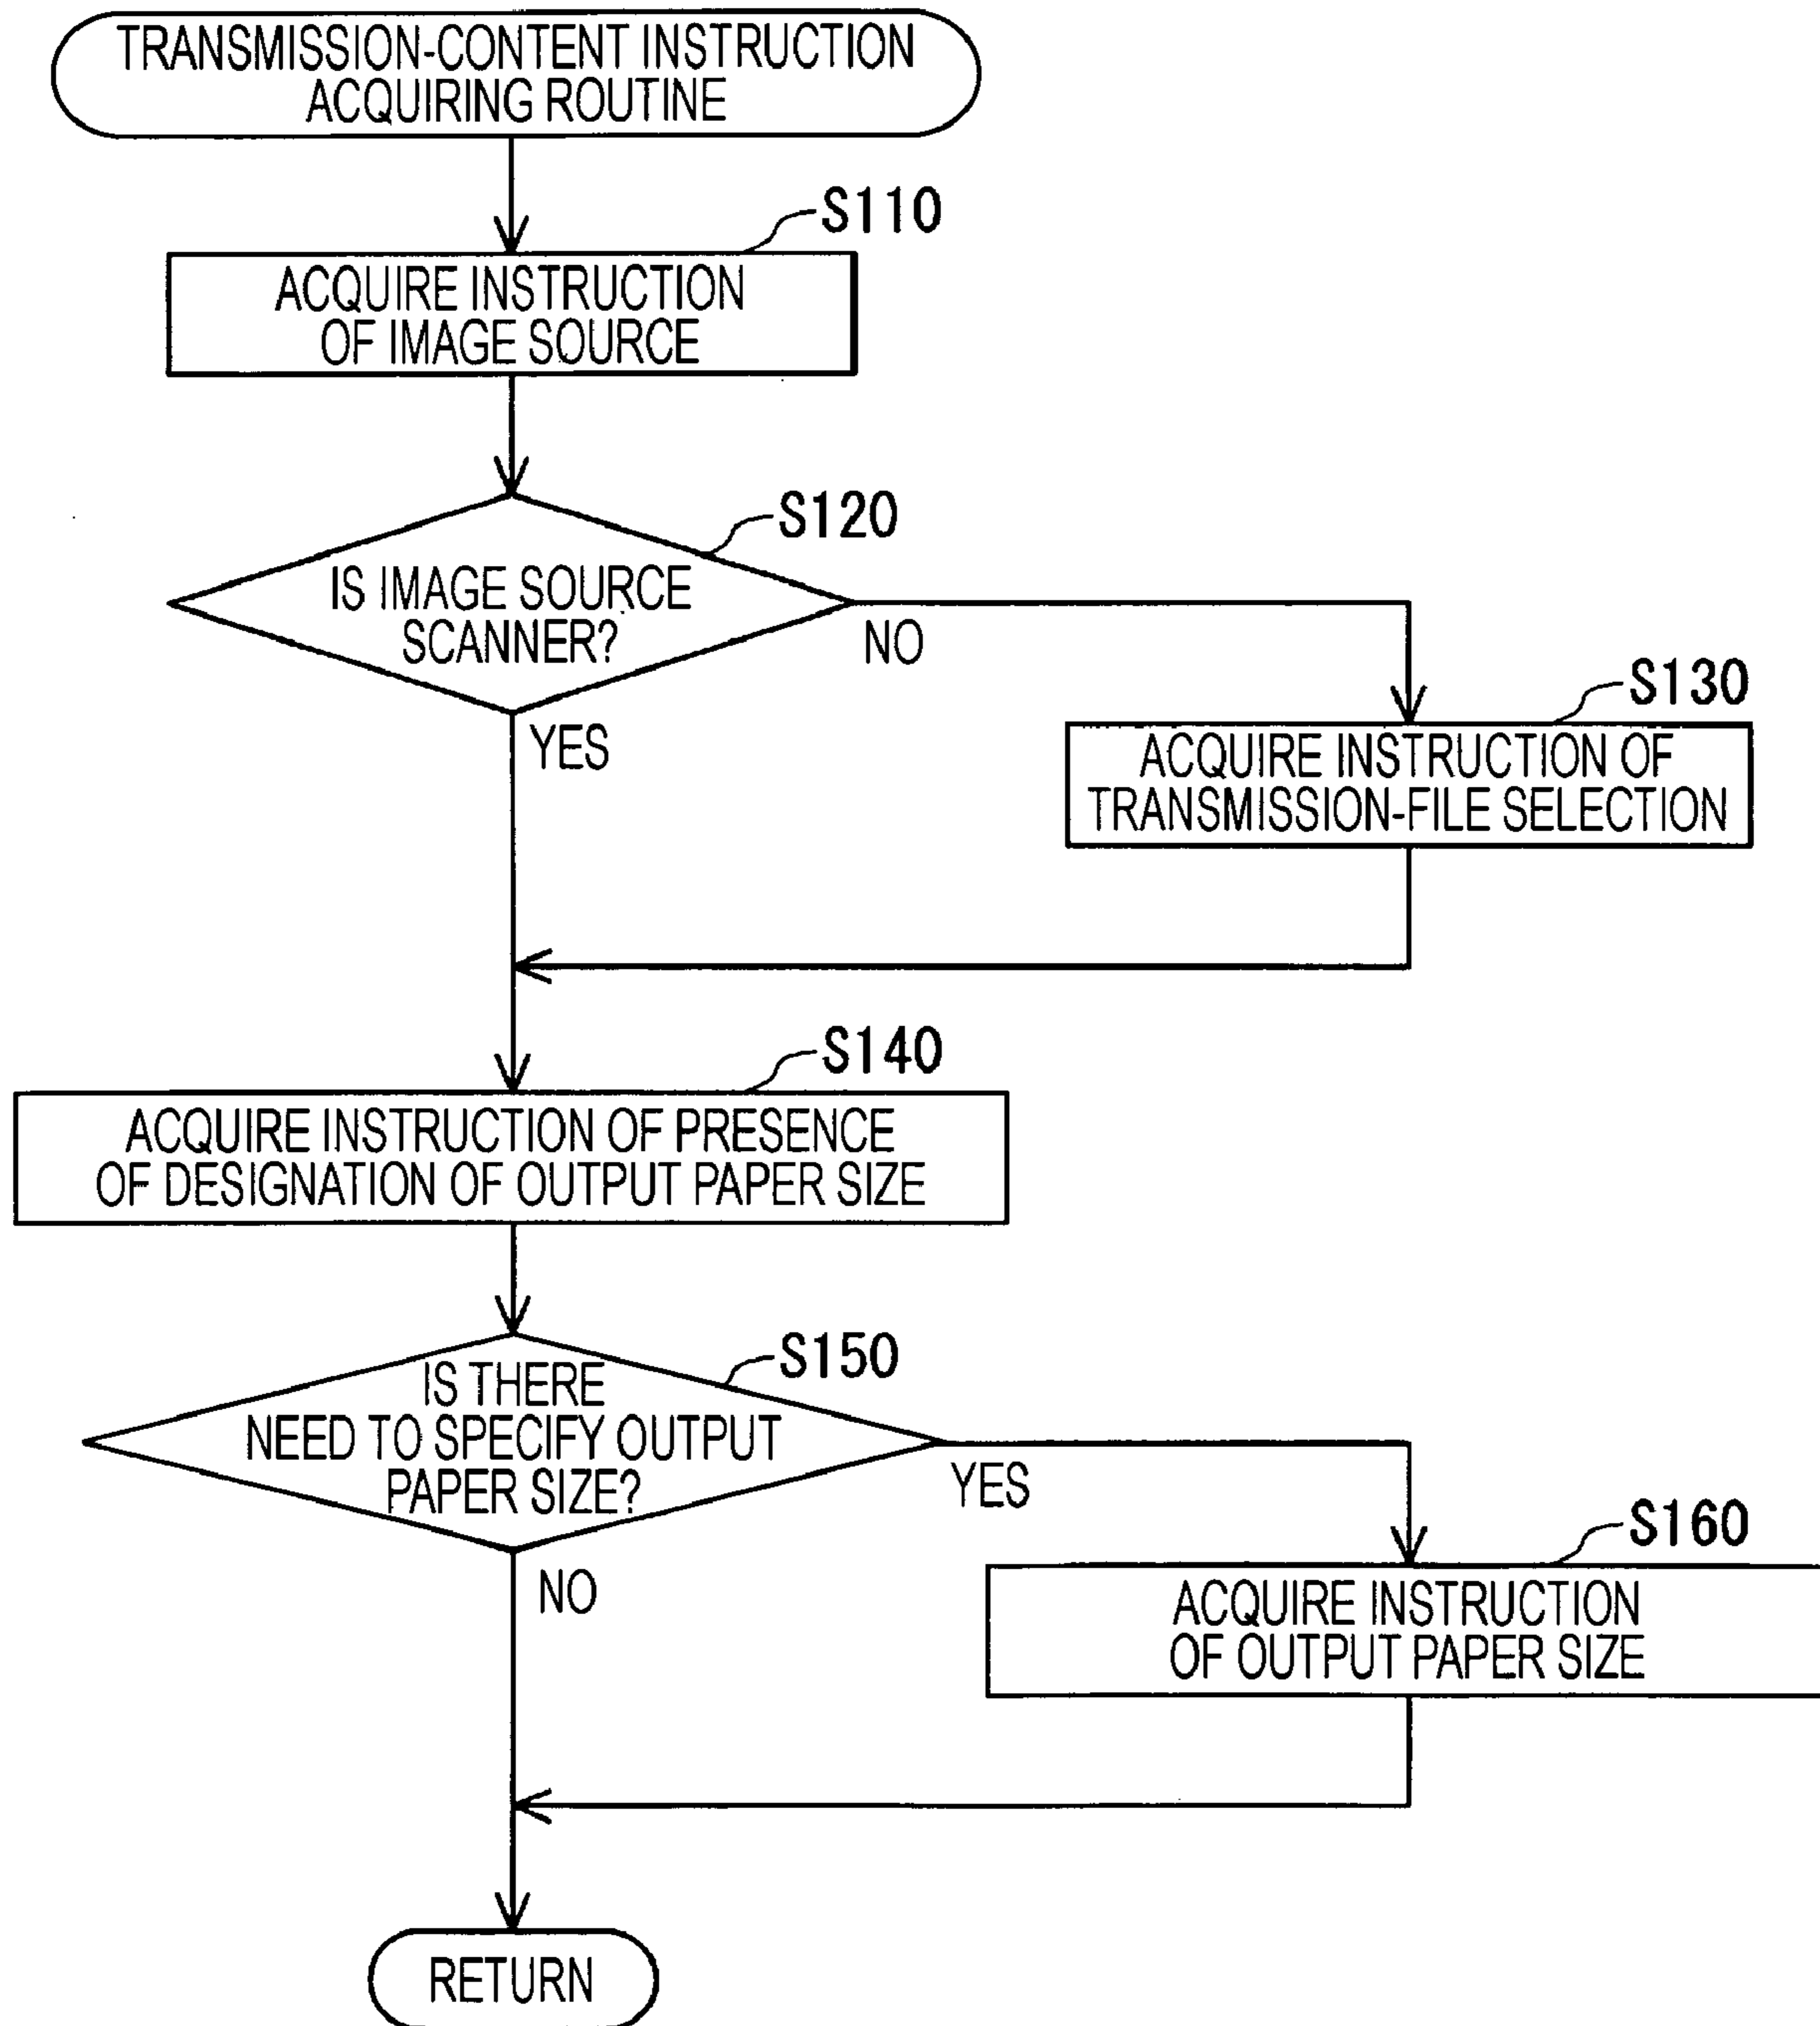 TRANSMISSION-CONTENT INSTRUCTION
ACQUIRING ROUTINE
S110
ACQUIRE INSTRUCTION
OF IMAGE SOURCE
S120
IS IMAGE SOURCE
SCANNER?
NO
YES
S130
ACQUIRE INSTRUCTION OF
TRANSMISSION-FILE SELECTION
S140
ACQUIRE INSTRUCTION OF PRESENCE
OF DESIGNATION OF OUTPUT PAPER SIZE
S150
IS THERE
NEED TO SPECIFY OUTPUT
PAPER SIZE?
YES
NO
S160
ACQUIRE INSTRUCTION
OF OUTPUT PAPER SIZE
RETURN